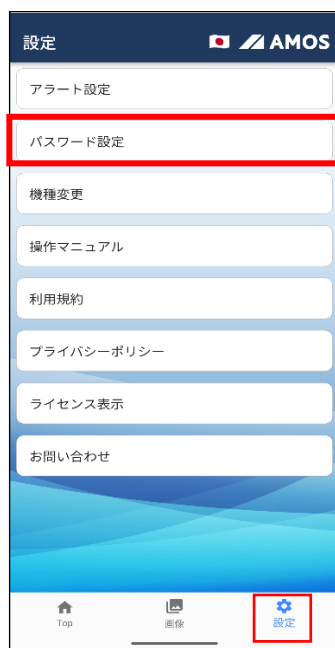 設定 AMOS
アラート設定
パスワード設定
機種変更
操作マニュアル
利用規約
プライバシーポリシー
ライセンス表示
お問い合わせ
Top 画像 設定